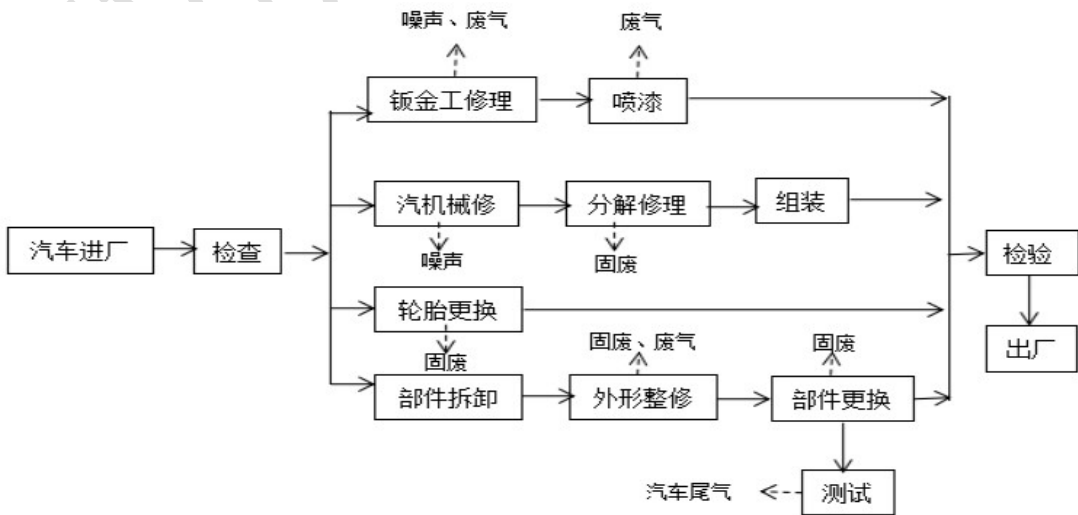 噪声、废气
废气
钣金工修理
喷漆
汽机械修
分解修理
组装
噪声
固废
汽车进厂
检查
检验
轮胎更换
固废
固废、废气
固废
出厂
部件拆卸
外形整修
部件更换
汽车尾气
测试